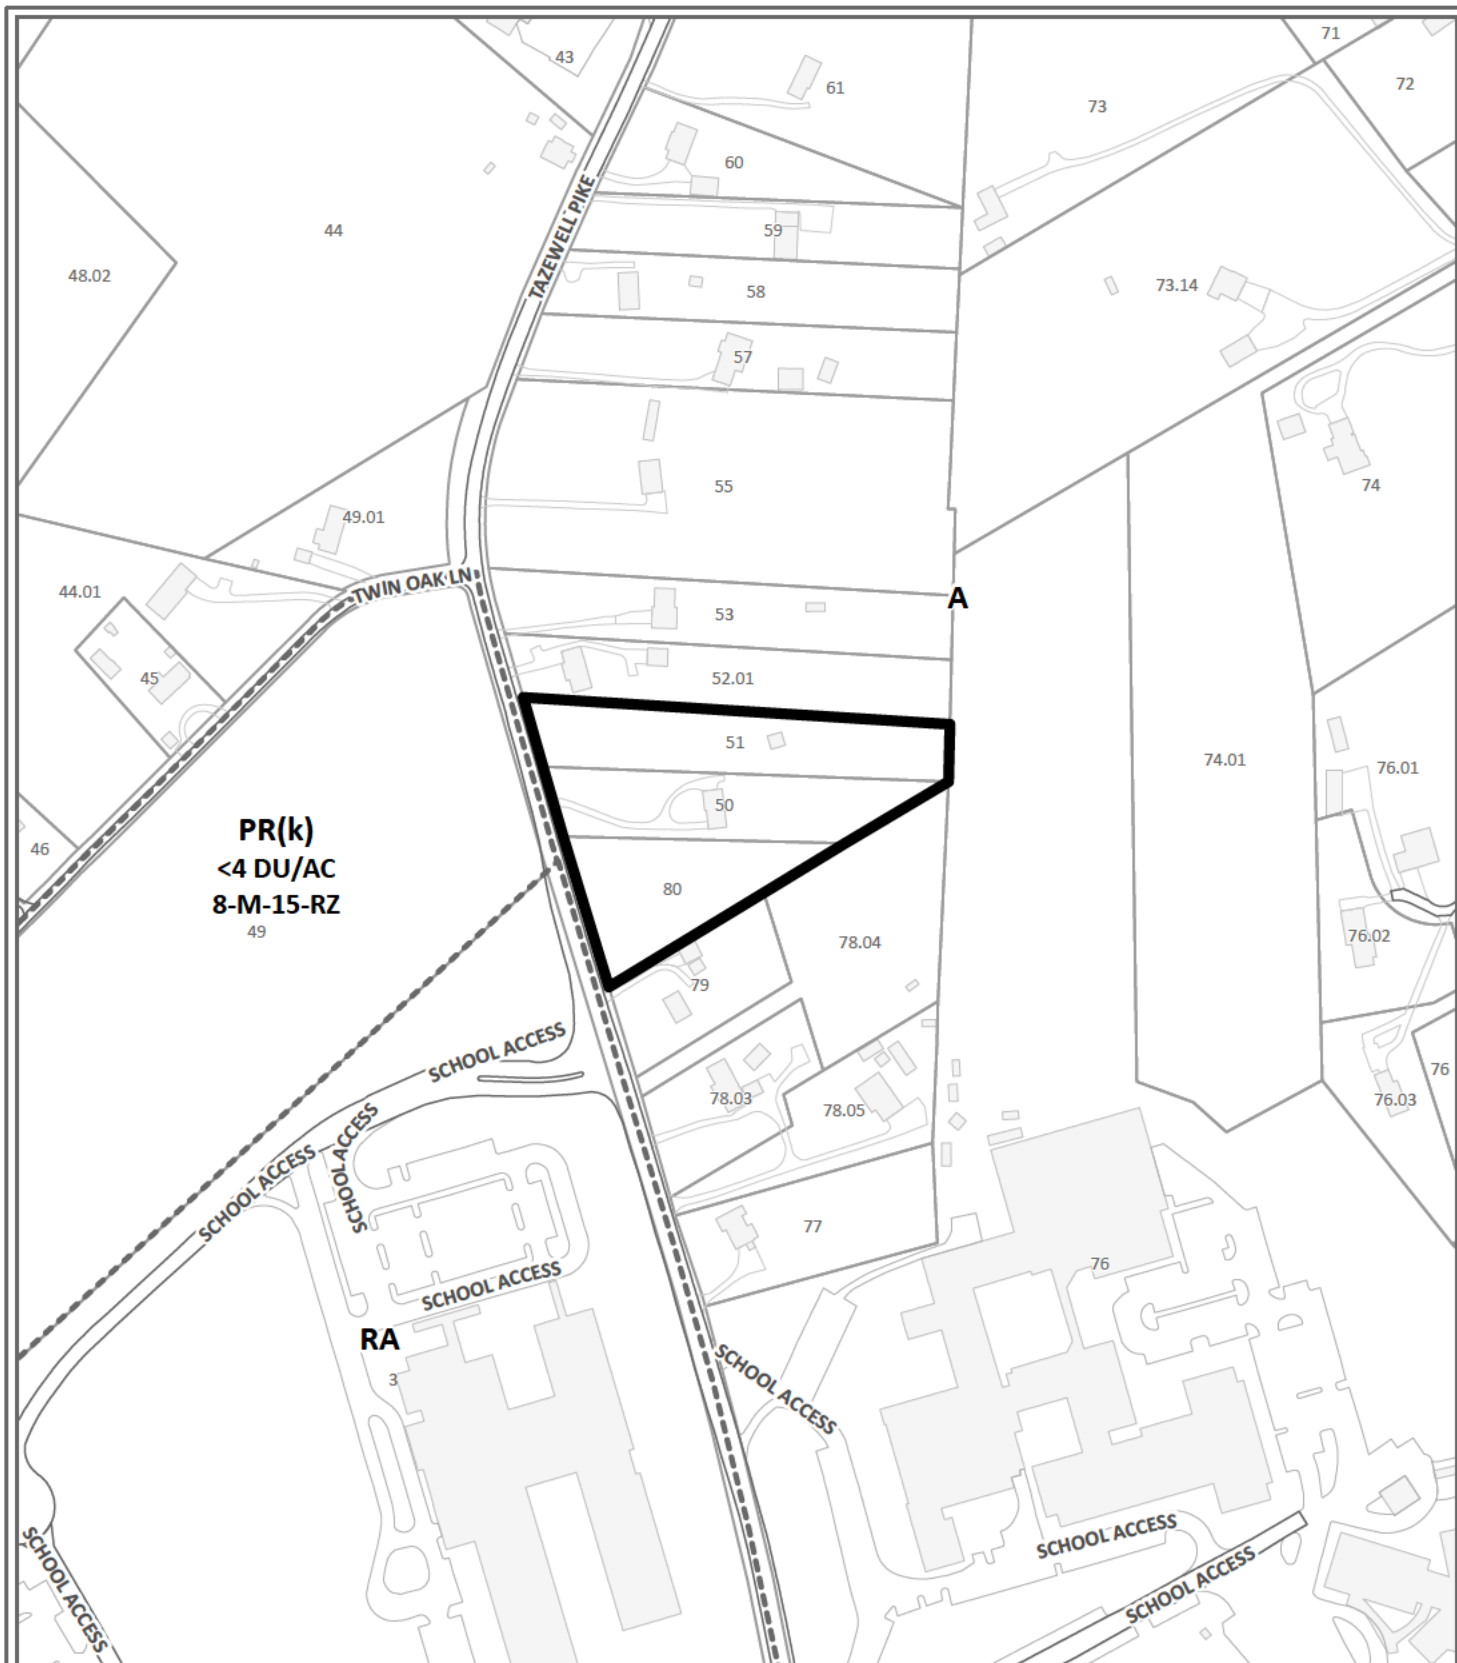 43
61
71
72
73
60
TAZEWELL PIKE
44
59
48.02
58
73.14
57
55
74
49.01
TWIN OAK LN
44.01
A
53
45
52.01
51
74.01
76.01
50
PR(k)
<4 DU/AC
8-M-15-RZ
46
80
49
78.04
76.02
79
SCHOOL ACCESS
76
78.03
78.05
76.03
SCHOOL ACCESS
SCHOOL ACCESS
77
76
SCHOOL ACCESS
RA
3
SCHOOL ACCESS
SCHOOL ACCESS
SCHOOL ACCESS
SCHOOL ACCESS